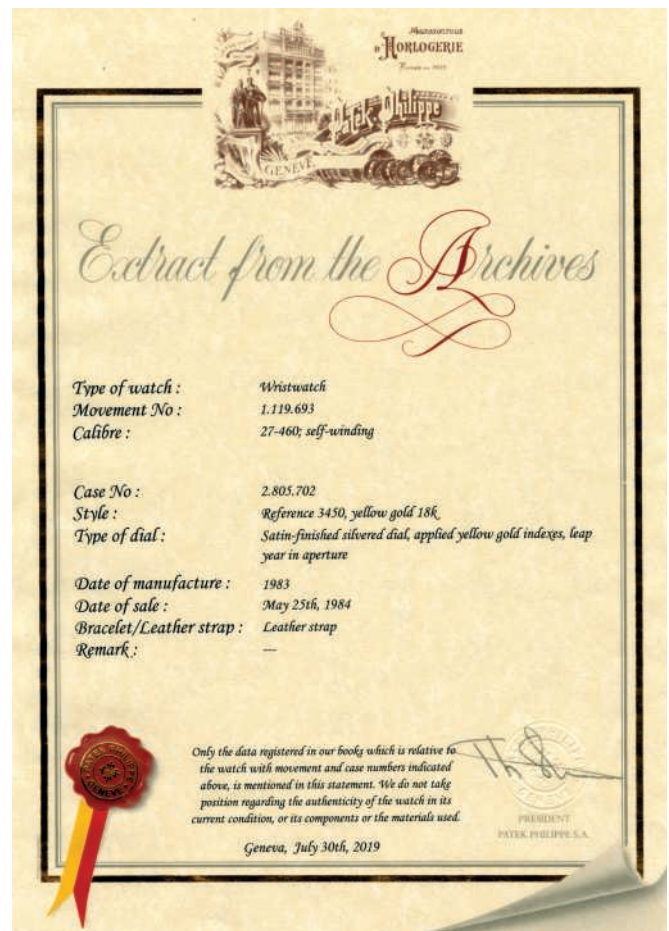 Manufacture
D'HORLOGERIE
Patek Philippe
GENÈVE
Extract from the Archives
Type of watch : Wristwatch
Movement No : 1.119.693
Calibre : 27-460; self-winding
Case No : 2.805.702
Style : Reference 3450, yellow gold 18k
Type of dial : Satin-finished silvered dial, applied yellow gold indexes, leap
year in aperture
Date of manufacture : 1983
Date of sale : May 25th, 1984
Bracelet/Leather strap : Leather strap
Remark : —
Only the data registered in our books which is relative to
the watch with movement and case numbers indicated
above, is mentioned in this statement. We do not take
position regarding the authenticity of the watch in its
current condition, or its components or the materials used.
Geneva, July 30th, 2019
PATEK PHILIPPE
GENEVE
PRESIDENT
PATEK PHILIPPE S.A.